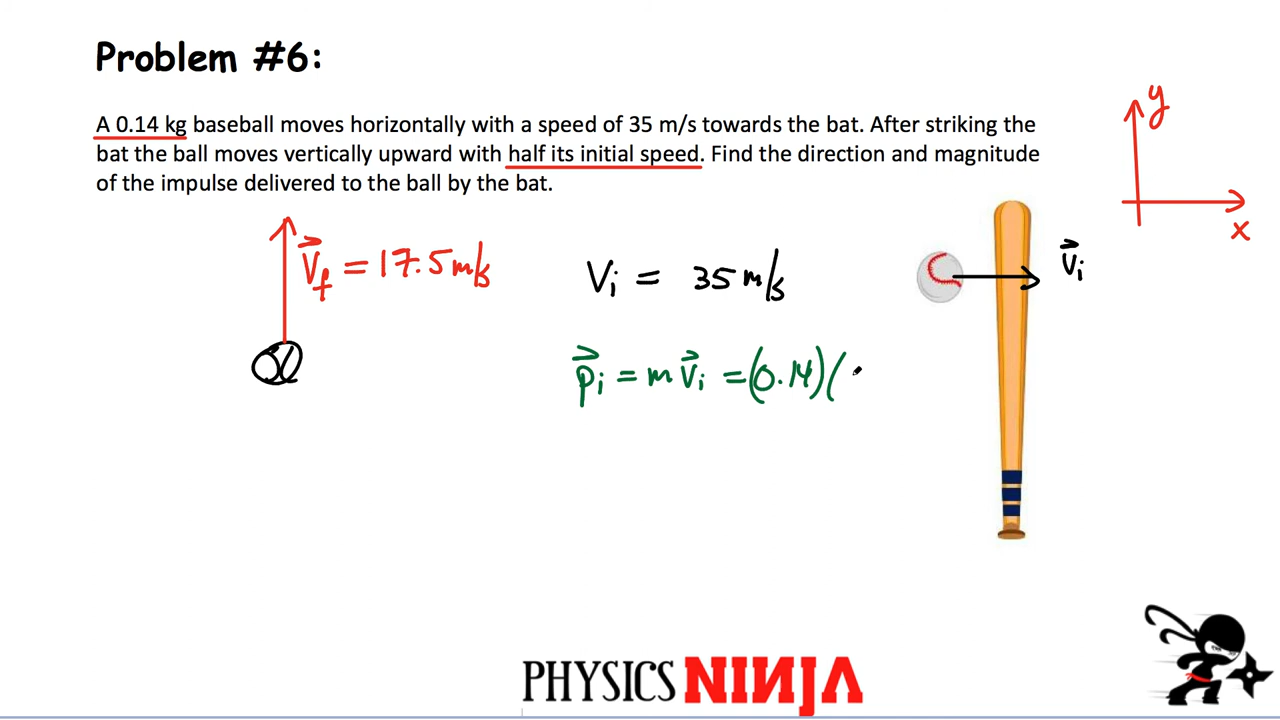 Problem #6:
A 0.14 kg baseball moves horizontally with a speed of 35 m/s towards the bat. After striking the
bat the ball moves vertically upward with half its initial speed. Find the direction and magnitude
of the impulse delivered to the ball by the bat.
y
x
V⃗f = 17.5 m/s
Vi = 35 m/s
V⃗i
p⃗i = m v⃗i = (0.14)(
PHYSICS NINJA